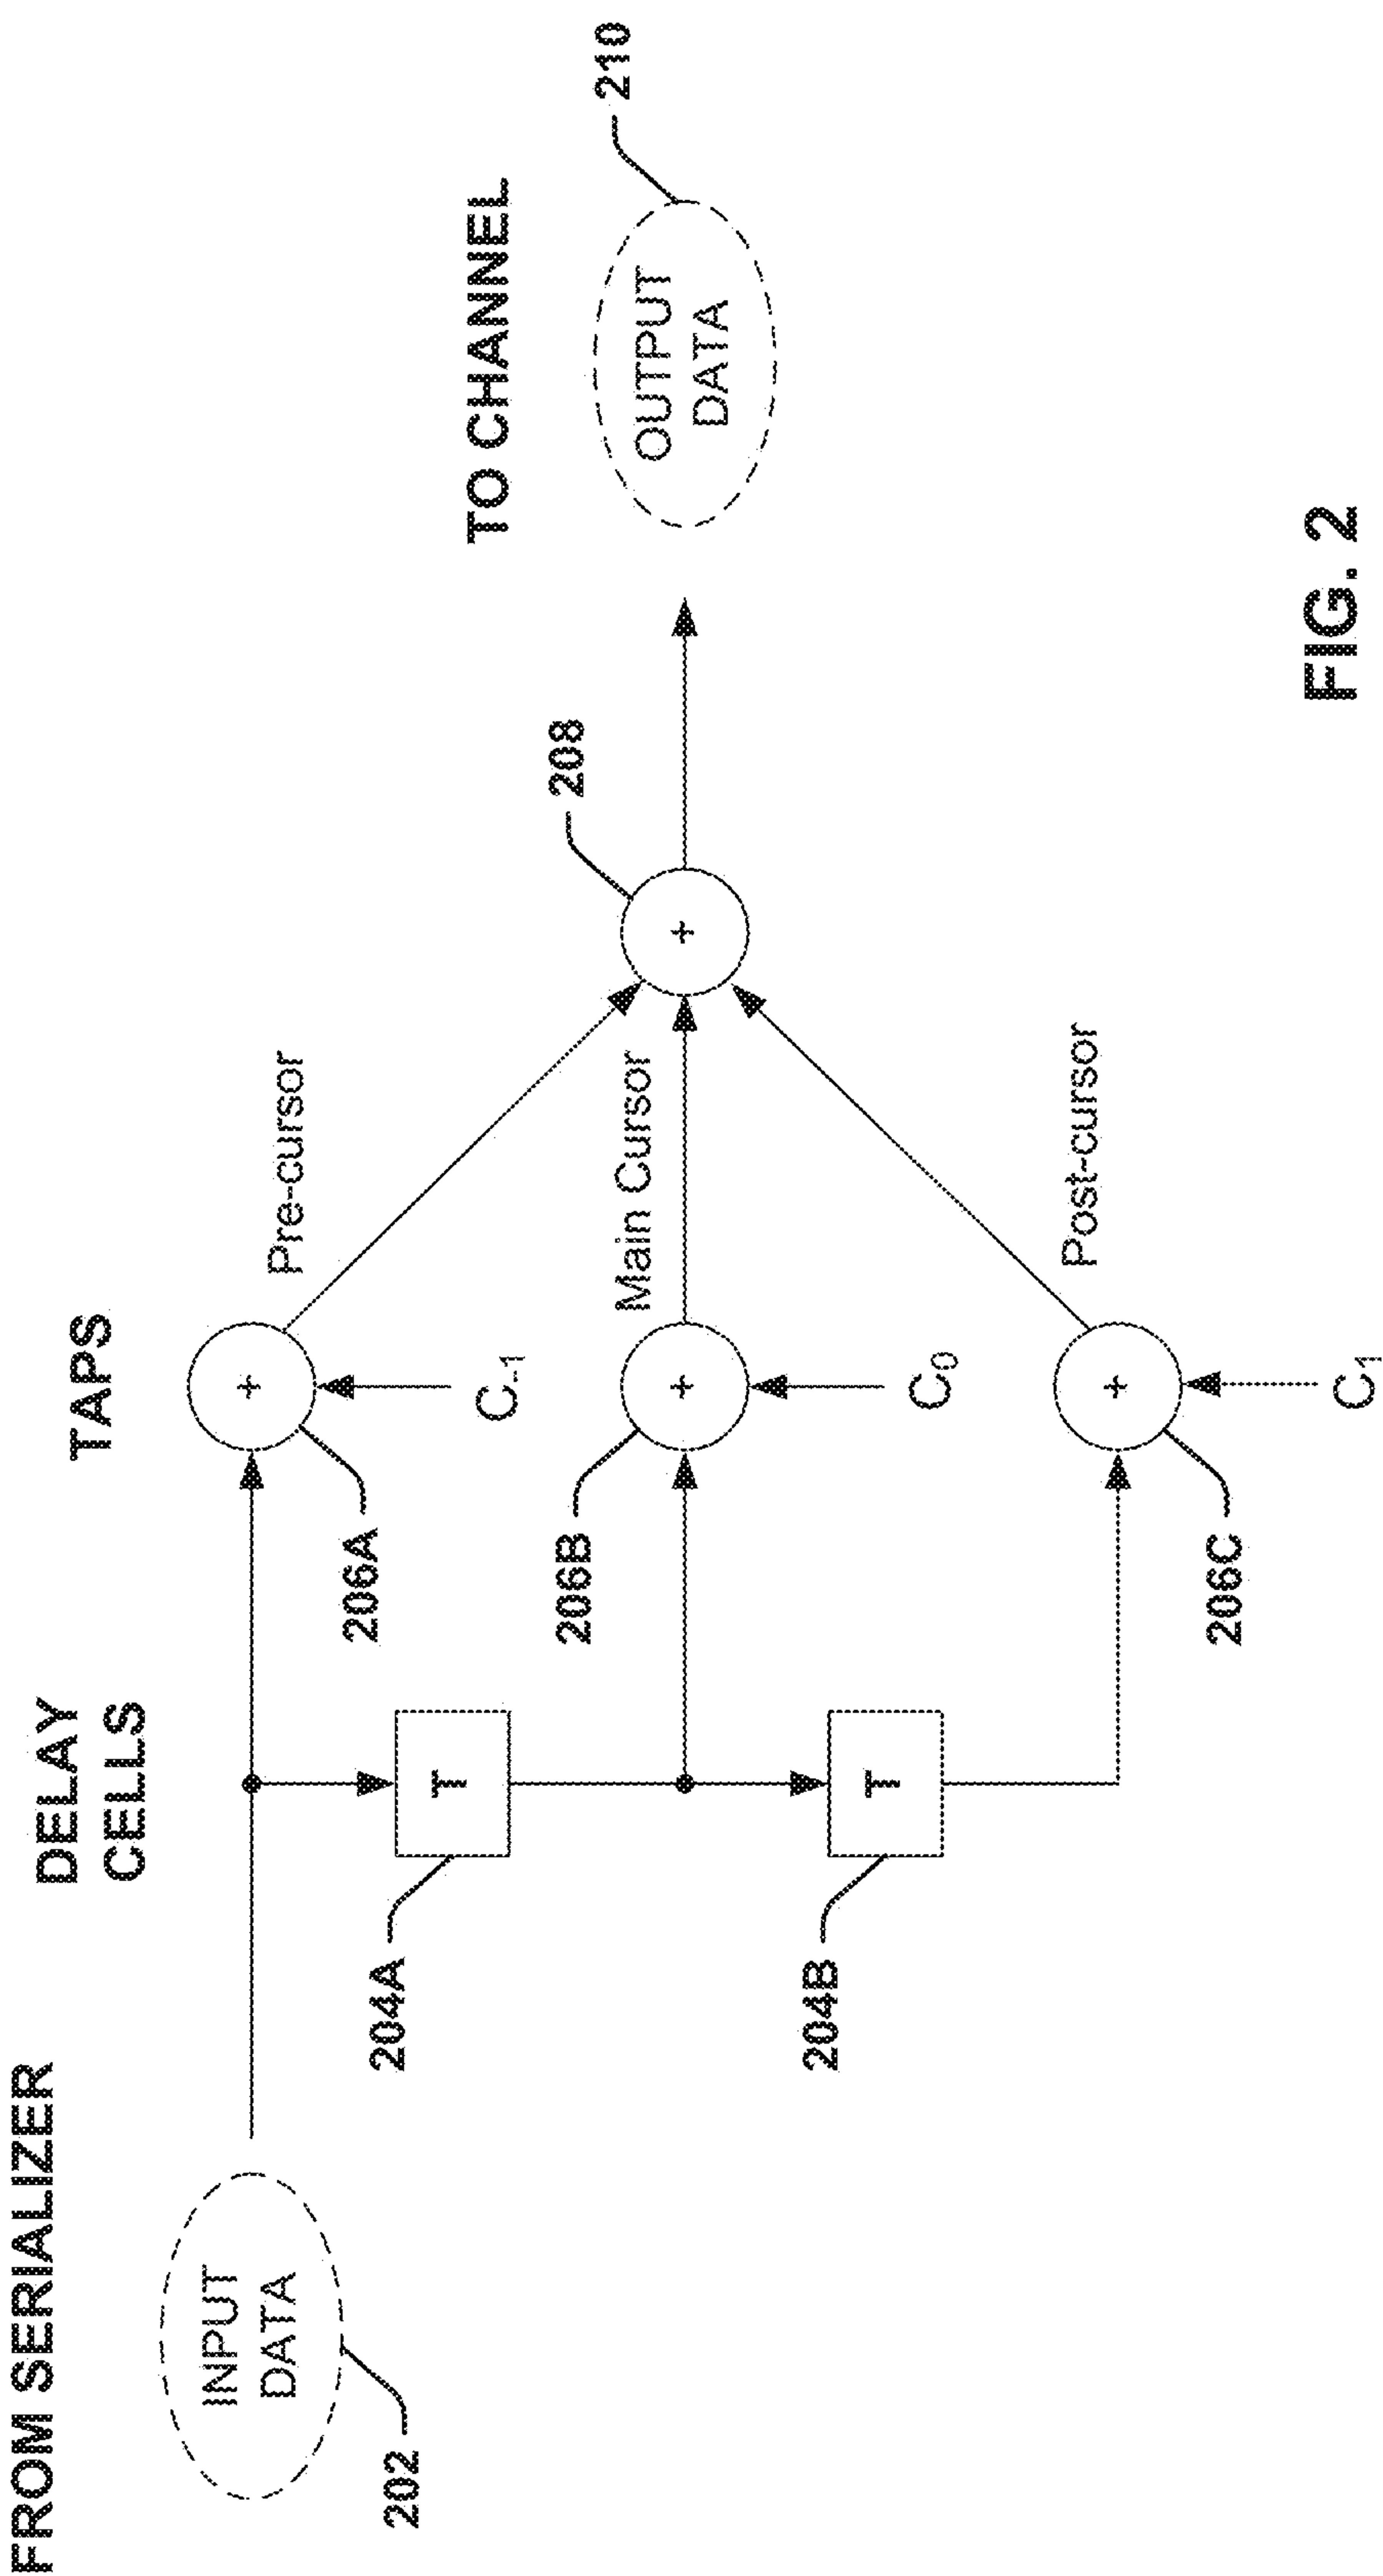 FROM SERIALIZER
DELAY
CELLS
TAPS
TO CHANNEL
INPUT
DATA
202
204A
T
204B
T
206A
+
C-1
Pre-cursor
206B
+
C0
Main Cursor
206C
+
C1
Post-cursor
208
+
OUTPUT
DATA
210
FIG. 2